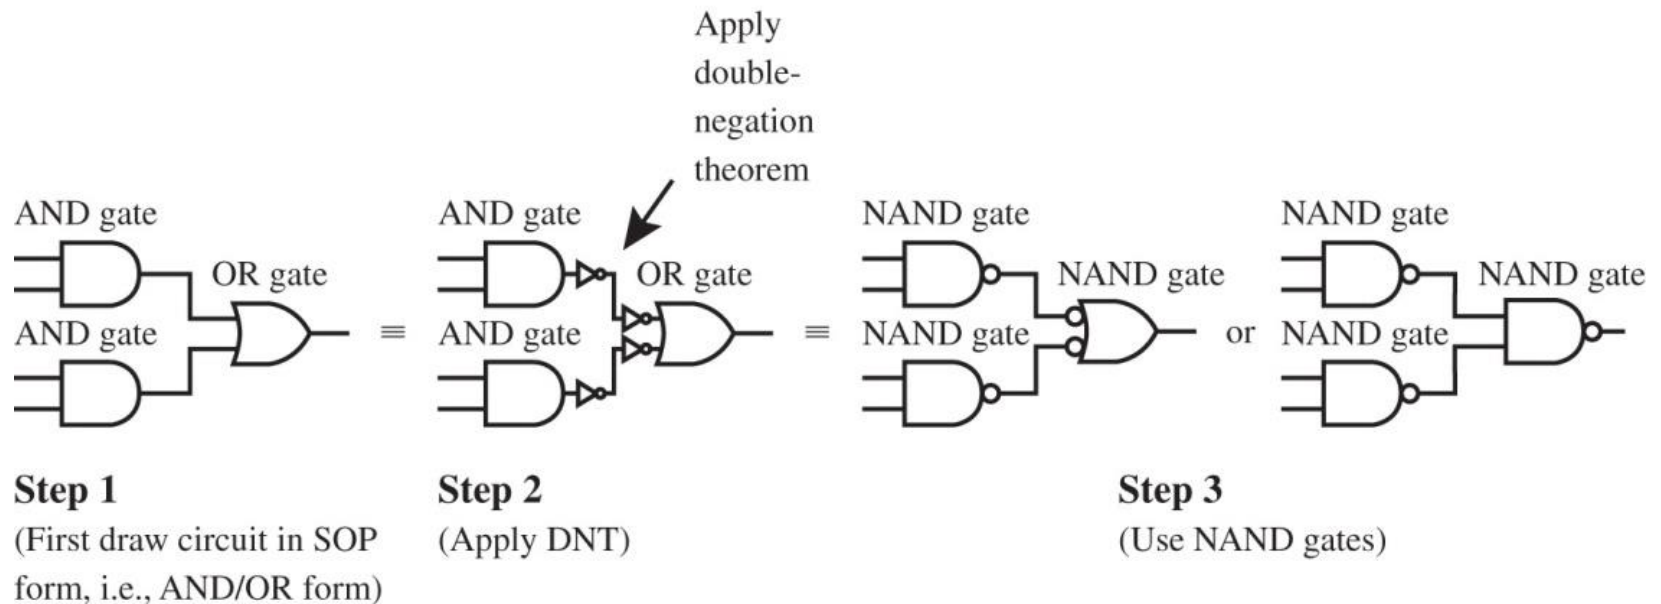 Apply
double-
negation
theorem
AND gate
OR gate
AND gate
≡
AND gate
OR gate
AND gate
≡
NAND gate
NAND gate
NAND gate
or
NAND gate
NAND gate
NAND gate
Step 1
(First draw circuit in SOP
form, i.e., AND/OR form)
Step 2
(Apply DNT)
Step 3
(Use NAND gates)